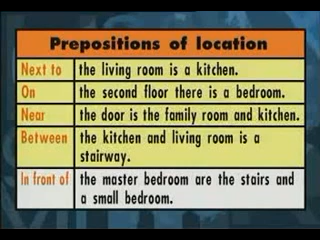 Prepositions of location
Next to the living room is a kitchen.
On the second floor there is a bedroom.
Near the door is the family room and kitchen.
Between the kitchen and living room is a
stairway.
In front of the master bedroom are the stairs and
a small bedroom.